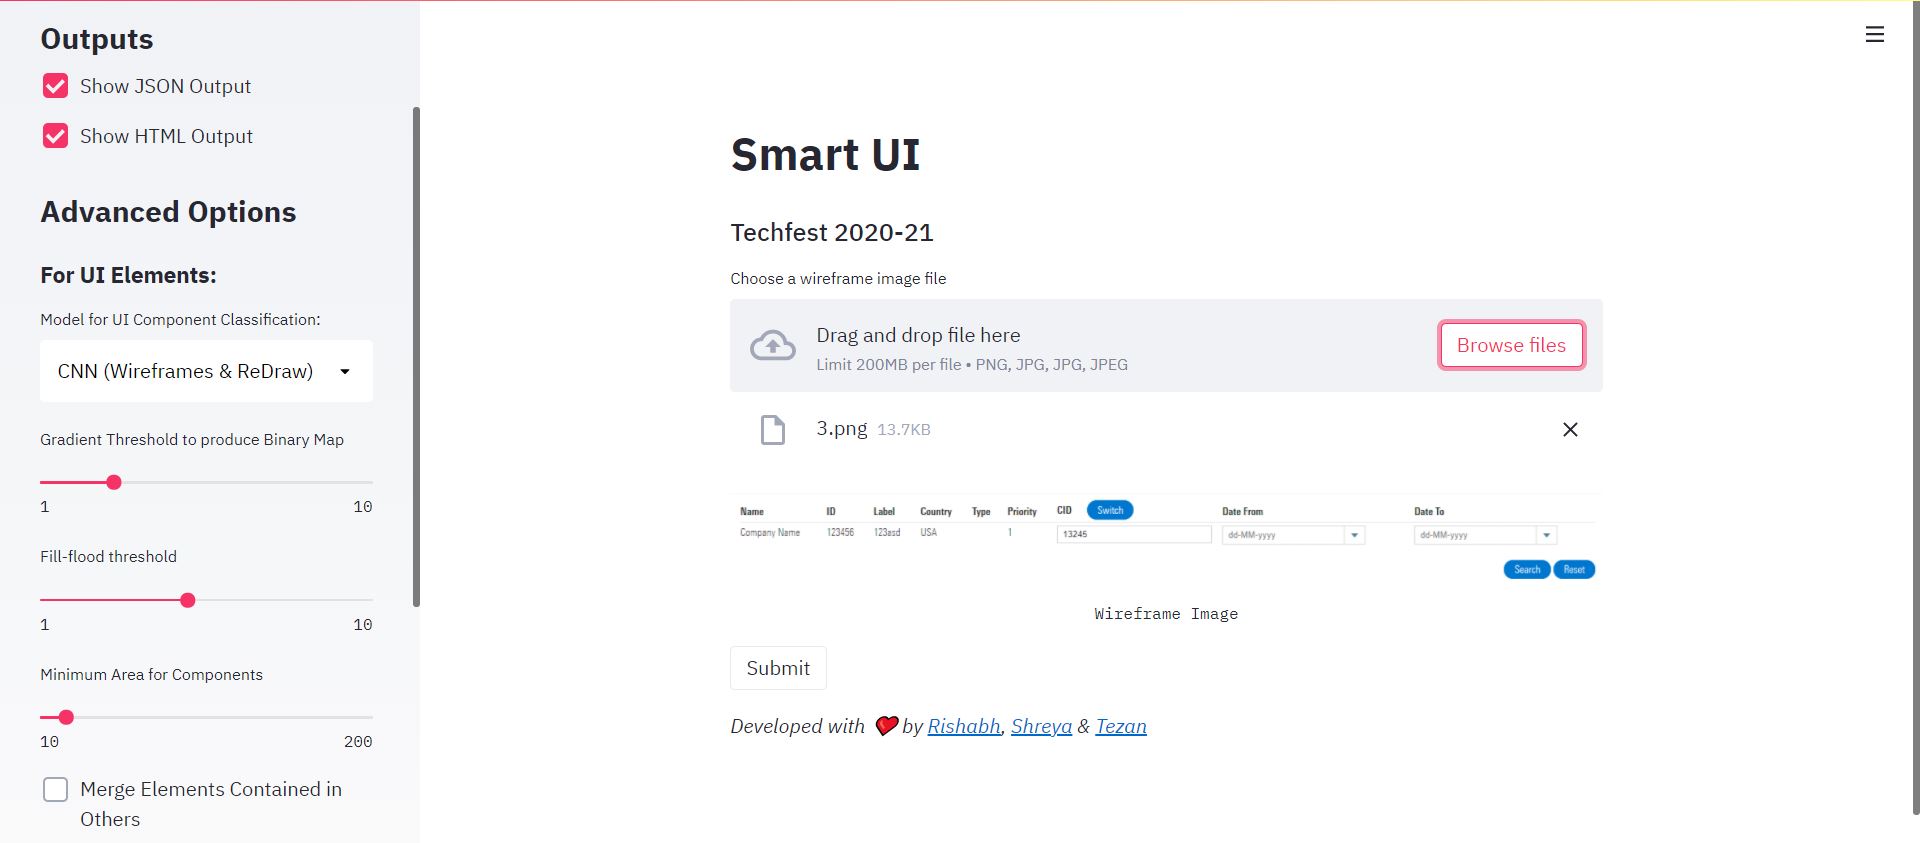 Outputs
Show JSON Output
Show HTML Output
Advanced Options
For UI Elements:
Model for UI Component Classification:
CNN (Wireframes & ReDraw)
Gradient Threshold to produce Binary Map
1 10
Fill-flood threshold
1 10
Minimum Area for Components
10 200
Merge Elements Contained in
Others
Smart UI
Techfest 2020-21
Choose a wireframe image file
Drag and drop file here
Limit 200MB per file • PNG, JPG, JPG, JPEG
Browse files
3.png 13.7KB
Name ID Label Country Type Priority CID Switch Date From Date To
Company Name 123456 123asd USA 1 13245 dd-MM-yyyy dd-MM-yyyy
Search Reset
Wireframe Image
Submit
Developed with ❤️ by Rishabh, Shreya & Tezan